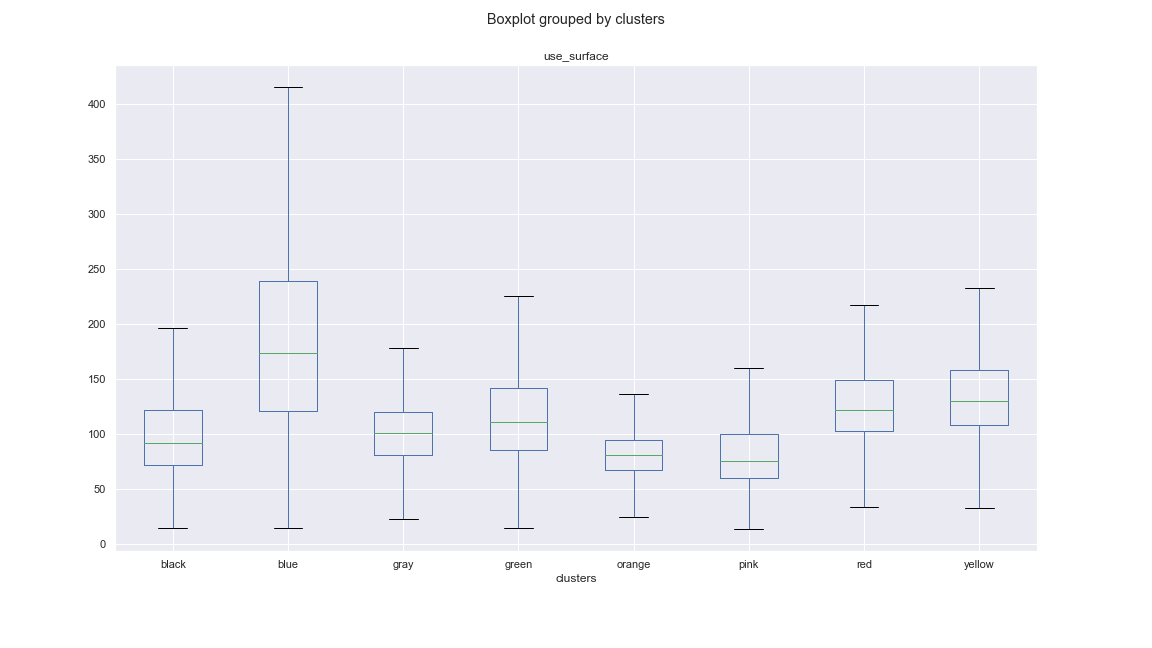 Boxplot grouped by clusters
use_surface
400
350
300
250
200
150
100
50
0
black blue gray green orange pink red yellow
clusters